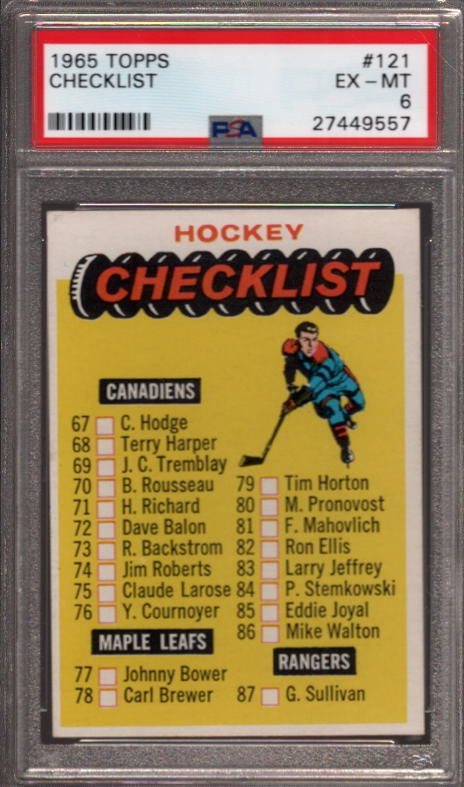 1965 TOPPS #121
CHECKLIST EX - MT
6
PSA 27449557
HOCKEY
CHECKLIST
CANADIENS
67 C. Hodge
68 Terry Harper
69 J. C. Tremblay
70 B. Rousseau
71 H. Richard
72 Dave Balon
73 R. Backstrom
74 Jim Roberts
75 Claude Larose
76 Y. Cournoyer
MAPLE LEAFS
77 Johnny Bower
78 Carl Brewer
79 Tim Horton
80 M. Pronovost
81 F. Mahovlich
82 Ron Ellis
83 Larry Jeffrey
84 P. Stemkowski
85 Eddie Joyal
86 Mike Walton
RANGERS
87 G. Sullivan